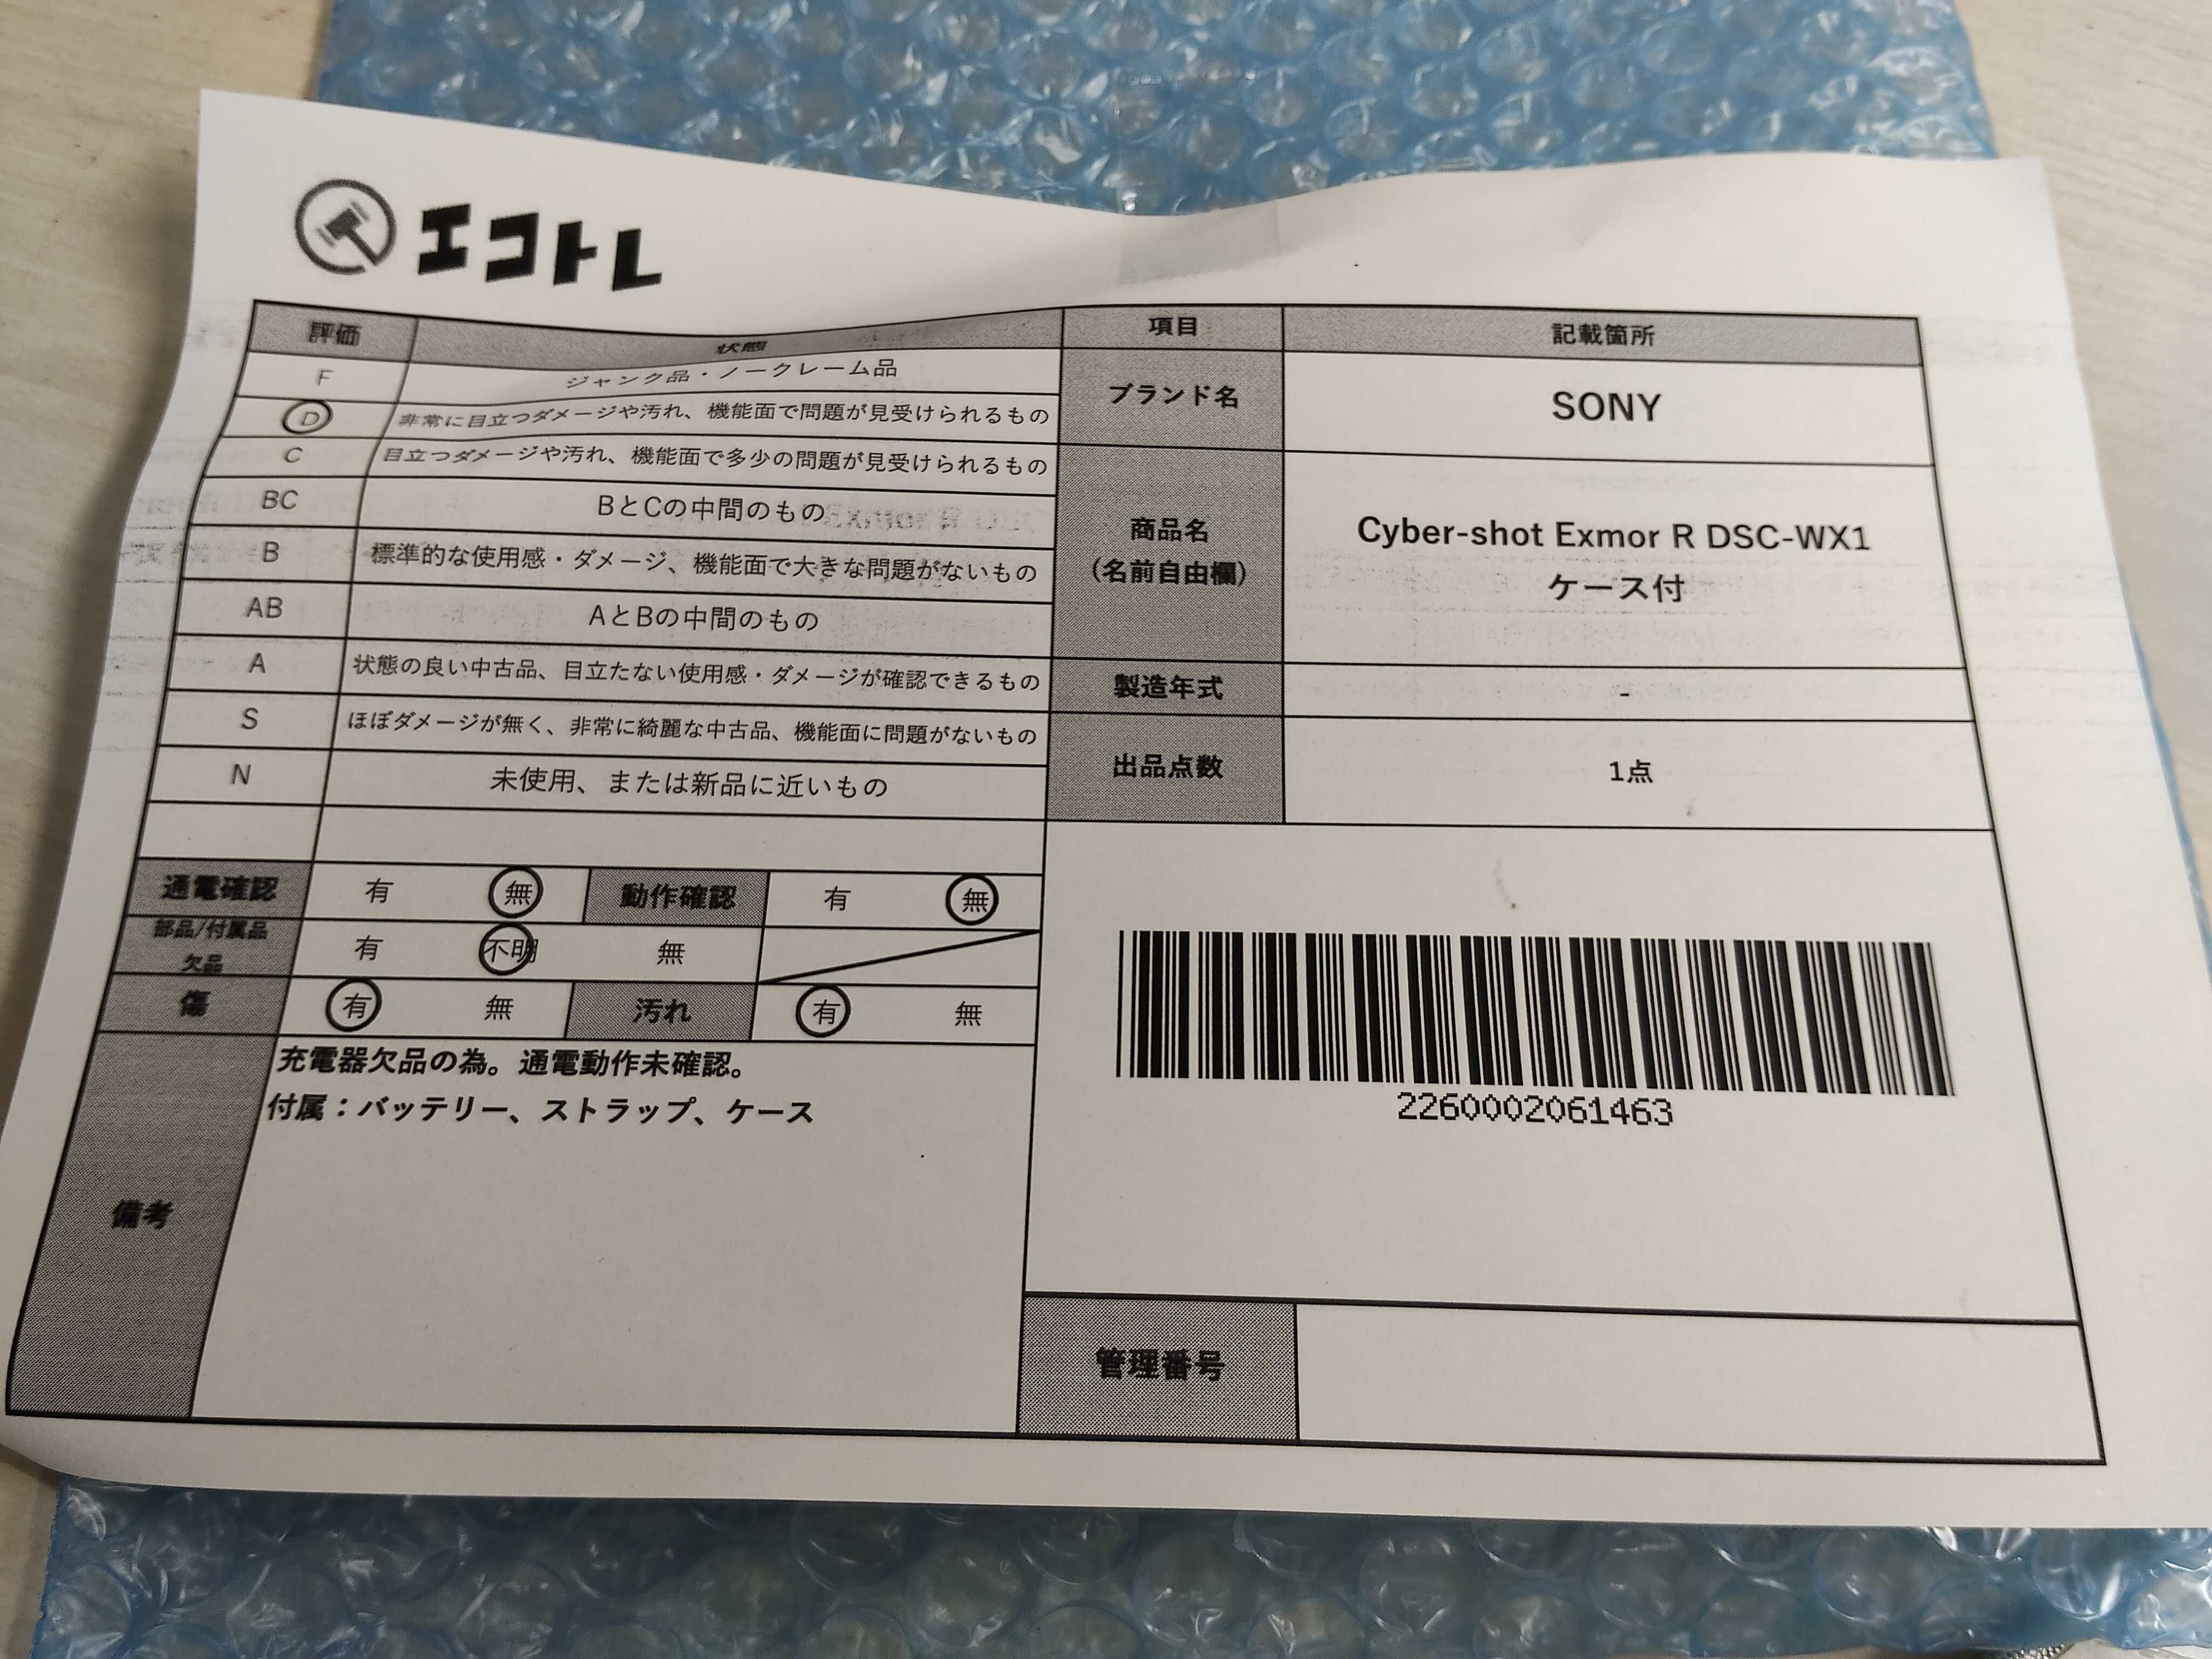 エコトレ
評価 状態
F ジャンク品・ノークレーム品
D 非常に目立つダメージや汚れ、機能面で問題が見受けられるもの
C 目立つダメージや汚れ、機能面で多少の問題が見受けられるもの
BC BとCの中間のもの
B 標準的な使用感・ダメージ、機能面で大きな問題がないもの
AB AとBの中間のもの
A 状態の良い中古品、目立たない使用感・ダメージが確認できるもの
S ほぼダメージが無く、非常に綺麗な中古品、機能面に問題がないもの
N 未使用、または新品に近いもの
通電確認 有 無 動作確認 有 無
部品/付属品
欠品 有 不明 無
傷 有 無 汚れ 有 無
備考
充電器欠品の為。通電動作未確認。
付属：バッテリー、ストラップ、ケース
項目 記載箇所
ブランド名 SONY
商品名
(名前自由欄)
Cyber-shot Exmor R DSC-WX1
ケース付
製造年式 -
出品点数 1点
2260002061463
管理番号